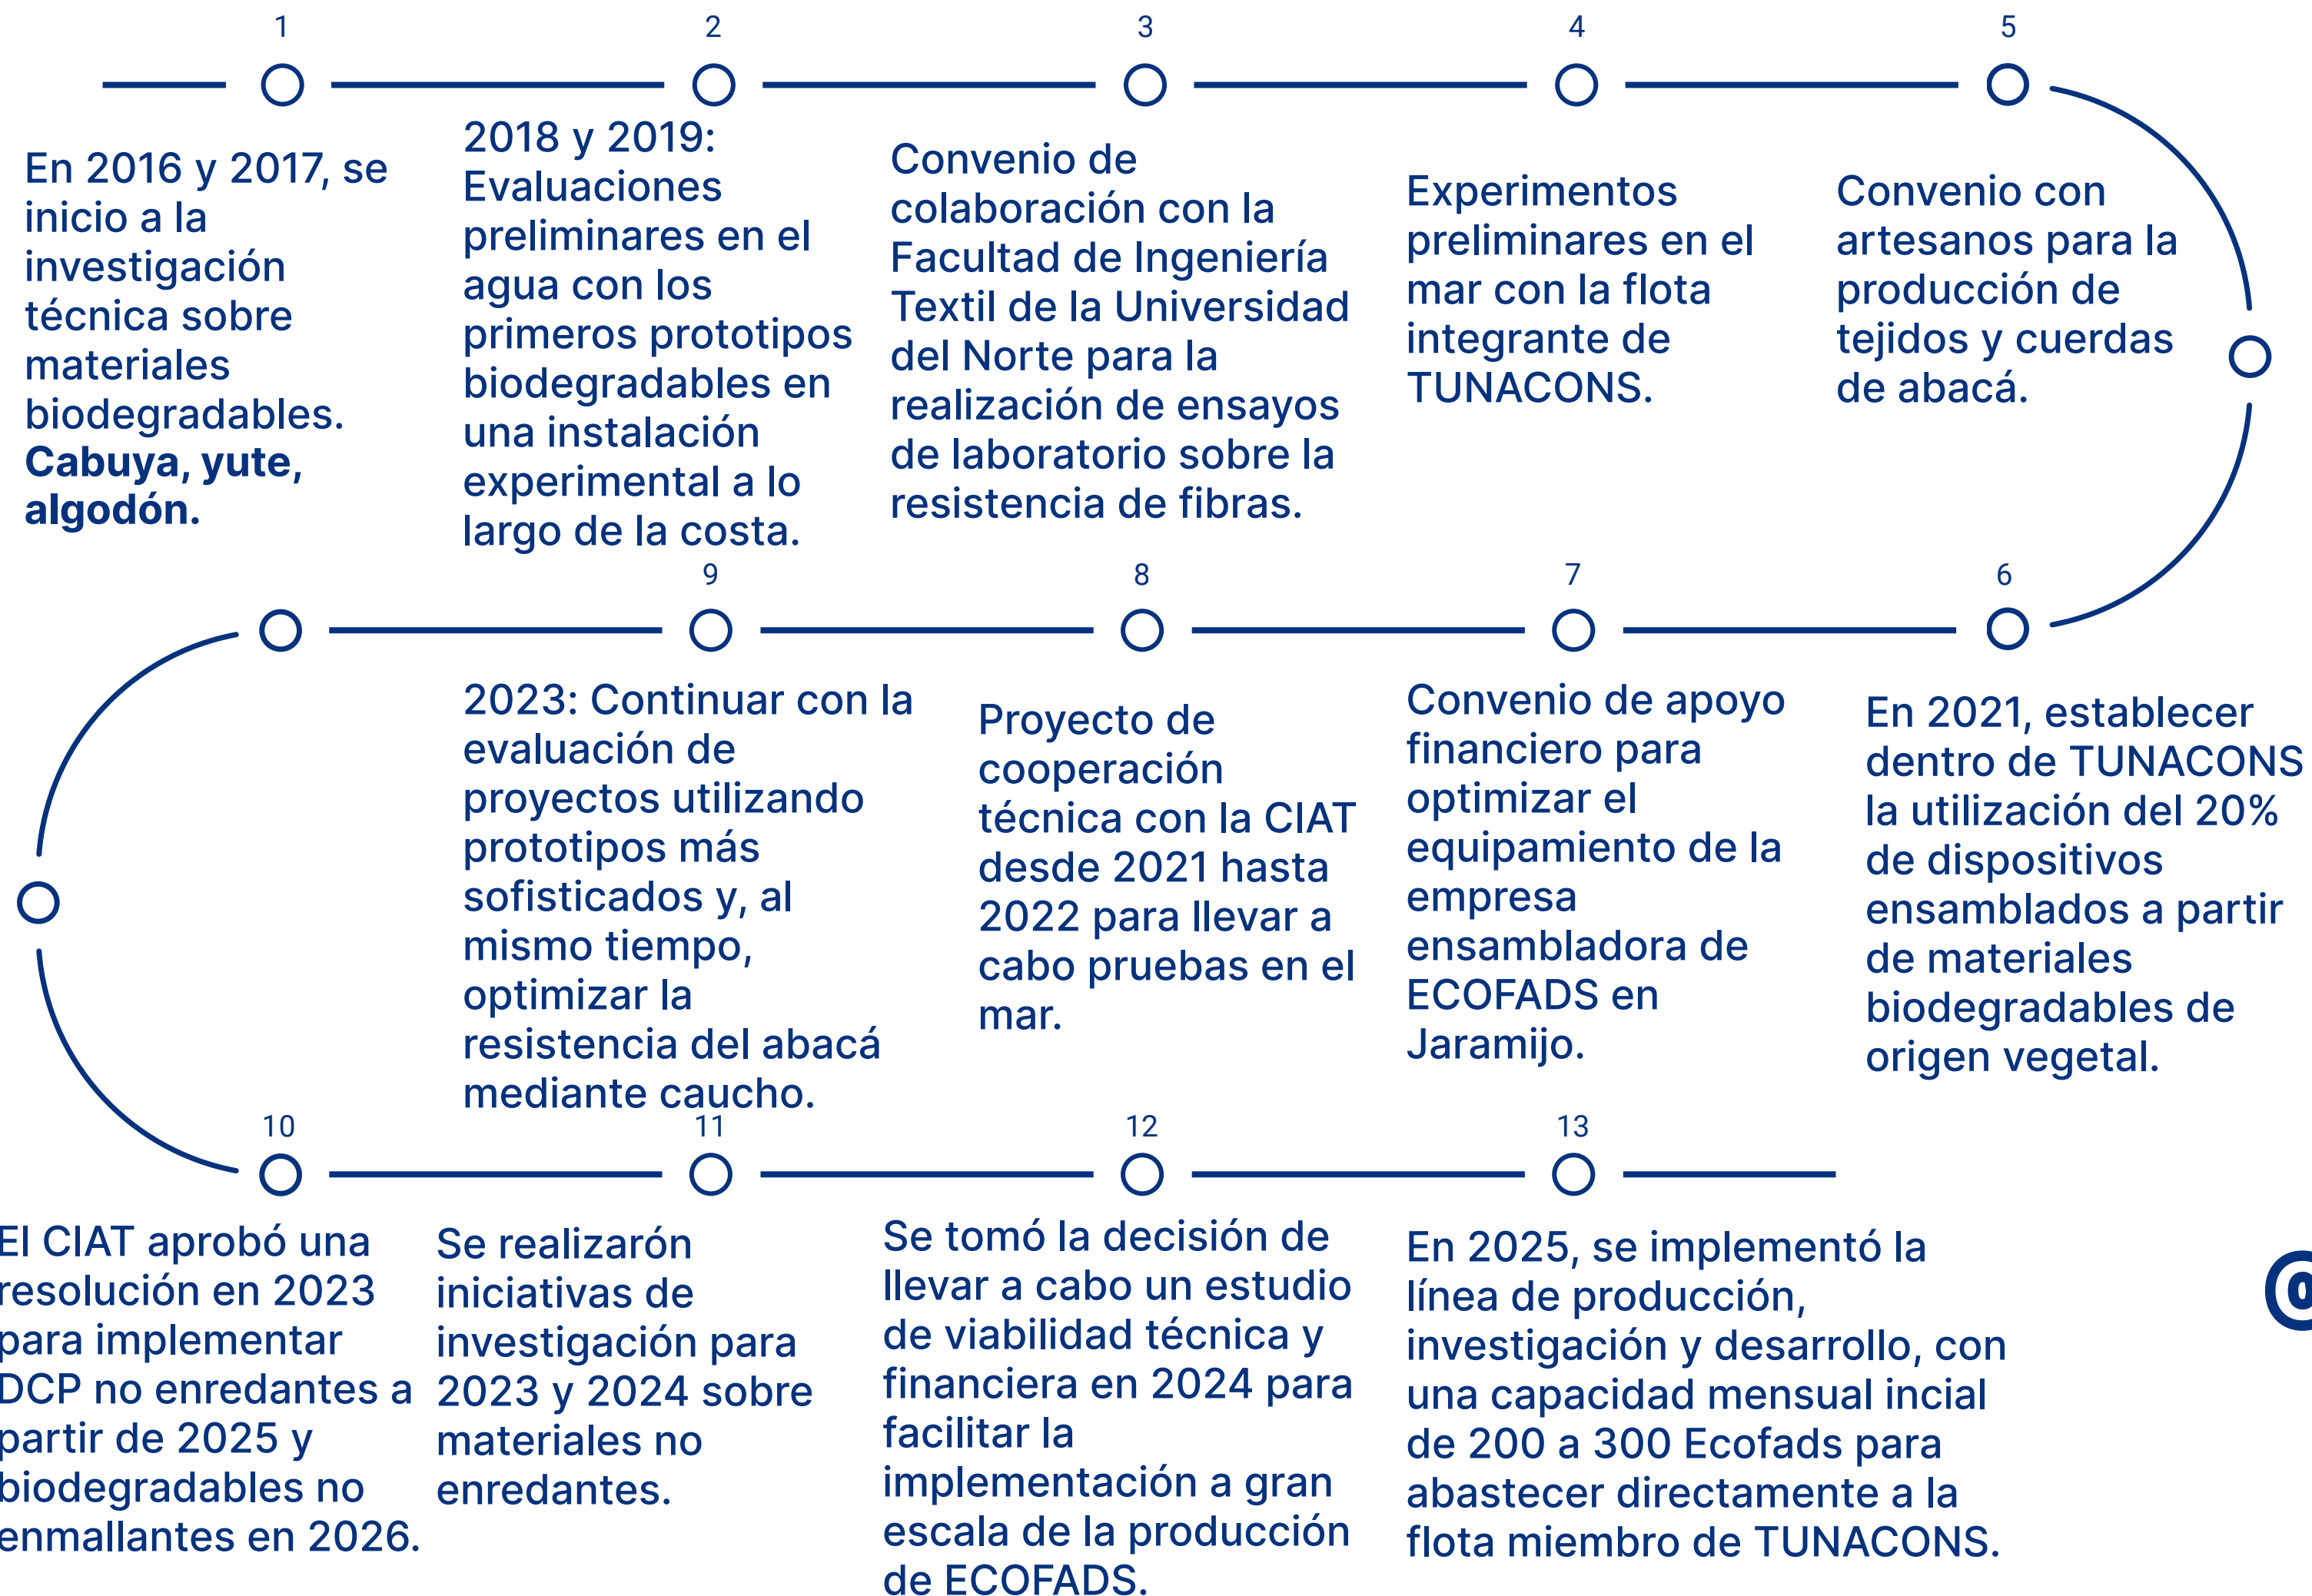 1
En 2016 y 2017, se
inicio a la
investigación
técnica sobre
materiales
biodegradables.
Cabuya, yute,
algodón.
2
2018 y 2019:
Evaluaciones
preliminares en el
agua con los
primeros prototipos
biodegradables en
una instalación
experimental a lo
largo de la costa.
3
Convenio de
colaboración con la
Facultad de Ingeniería
Textil de la Universidad
del Norte para la
realización de ensayos
de laboratorio sobre la
resistencia de fibras.
4
Experimentos
preliminares en el
mar con la flota
integrante de
TUNACONS.
5
Convenio con
artesanos para la
producción de
tejidos y cuerdas
de abacá.
6
En 2021, establecer
dentro de TUNACONS
la utilización del 20%
de dispositivos
ensamblados a partir
de materiales
biodegradables de
origen vegetal.
7
Convenio de apoyo
financiero para
optimizar el
equipamiento de la
empresa
ensambladora de
ECOFADS en
Jaramijo.
8
Proyecto de
cooperación
técnica con la CIAT
desde 2021 hasta
2022 para llevar a
cabo pruebas en el
mar.
9
2023: Continuar con la
evaluación de
proyectos utilizando
prototipos más
sofisticados y, al
mismo tiempo,
optimizar la
resistencia del abacá
mediante caucho.
10
El CIAT aprobó una
resolución en 2023
para implementar
DCP no enredantes a
partir de 2025 y
biodegradables no
enmallantes en 2026.
11
Se realizarón
iniciativas de
investigación para
2023 y 2024 sobre
materiales no
enredantes.
12
Se tomó la decisión de
llevar a cabo un estudio
de viabilidad técnica y
financiera en 2024 para
facilitar la
implementación a gran
escala de la producción
de ECOFADS.
13
En 2025, se implementó la
línea de producción,
investigación y desarrollo, con
una capacidad mensual incial
de 200 a 300 Ecofads para
abastecer directamente a la
flota miembro de TUNACONS.